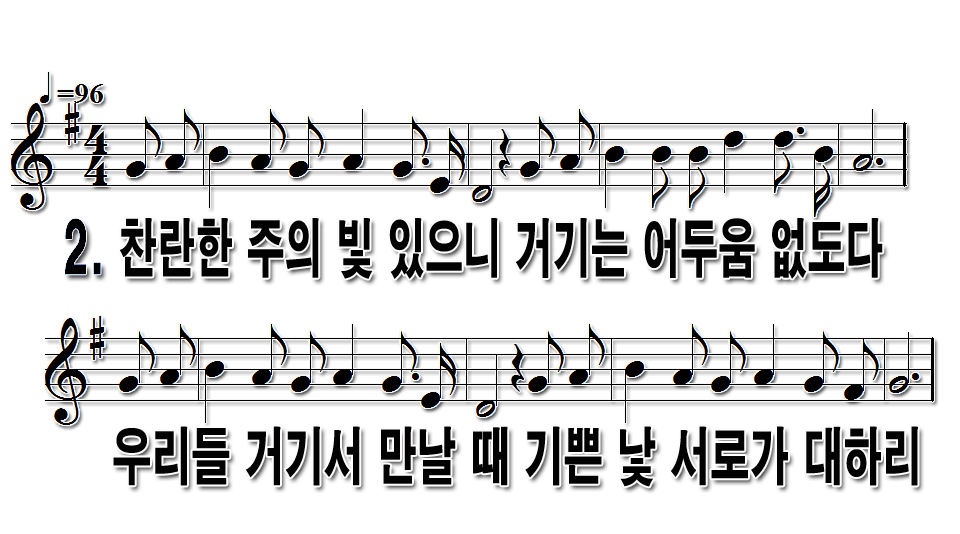 ♩=96
4
4
2. 찬란한 주의 빛 있으니 거기는 어두움 없도다
우리들 거기서 만날 때 기쁜 낯 서로가 대하리